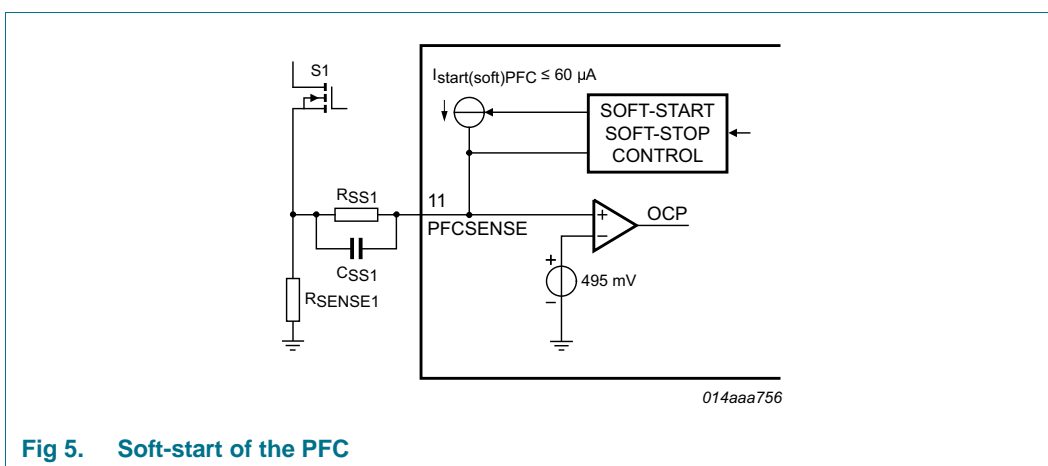 S1
Istart(soft)PFC ≤ 60 μA
SOFT-START
SOFT-STOP
CONTROL
RSS1
11
PFCSENSE
OCP
CSS1
+
−
+
495 mV
−
RSENSE1
014aaa756
Fig 5. Soft-start of the PFC